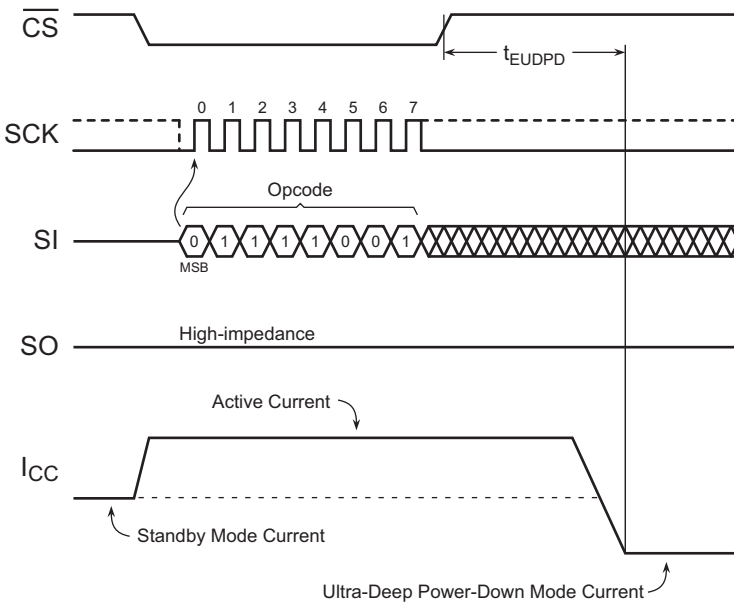 CS
tEUDPD
0 1 2 3 4 5 6 7
SCK
Opcode
SI
0 1 1 1 1 0 0 1
MSB
High-impedance
SO
Active Current
ICC
Standby Mode Current
Ultra-Deep Power-Down Mode Current